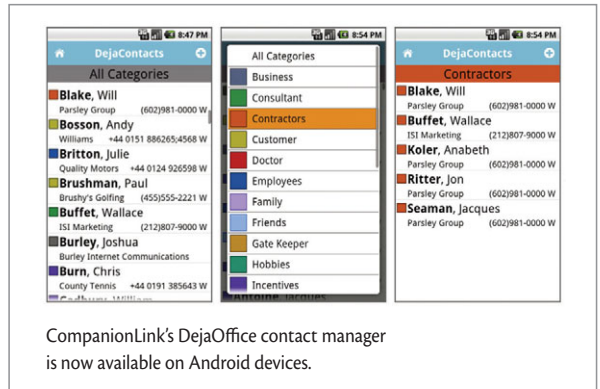 8:47 PM
DejaContacts
All Categories
Blake, Will
Parsley Group (602)981-0000 W
Bosson, Andy
Williams +44 0151 886265;4568 W
Britton, Julie
Quality Motors +44 0124 926598 W
Brushman, Paul
Brushy's Golfing (455)555-2221 W
Buffet, Wallace
ISI Marketing (212)807-9000 W
Burley, Joshua
Burley Internet Communications
Burn, Chris
County Tennis +44 0191 385643 W
8:54 PM
All Categories
Business
Consultant
Contractors
Customer
Doctor
Employees
Family
Friends
Gate Keeper
Hobbies
Incentives
Antoine, Jacques
8:54 PM
DejaContacts
Contractors
Blake, Will
Parsley Group (602)981-0000 W
Buffet, Wallace
ISI Marketing (212)807-9000 W
Koler, Anabeth
Parsley Group (602)981-0000 W
Ritter, Jon
Parsley Group (602)981-0000 W
Seaman, Jacques
Parsley Group (602)981-0000 W
CompanionLink's DejaOffice contact manager
is now available on Android devices.